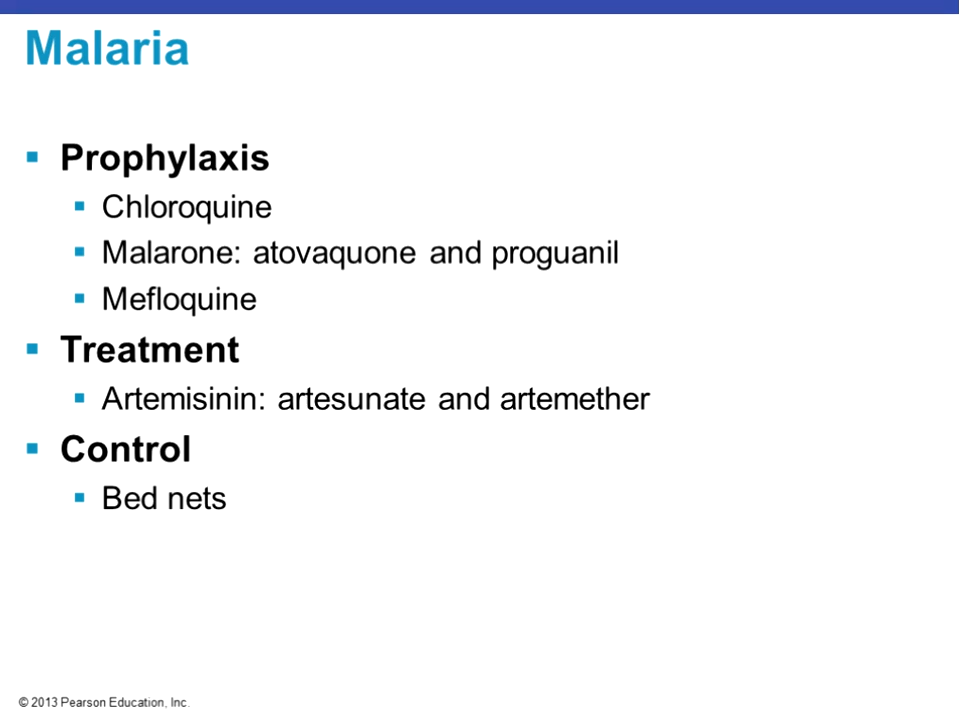 Malaria
Prophylaxis
Chloroquine
Malarone: atovaquone and proguanil
Mefloquine
Treatment
Artemisinin: artesunate and artemether
Control
Bed nets
© 2013 Pearson Education, Inc.